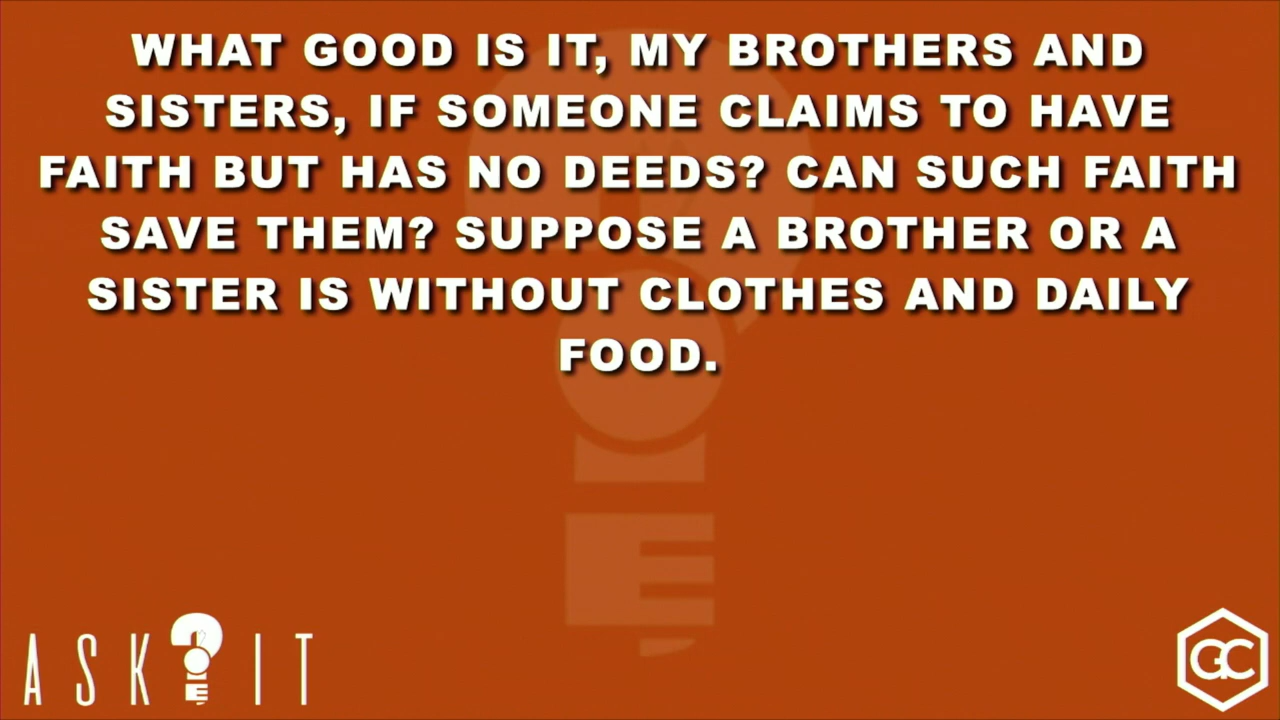 WHAT GOOD IS IT, MY BROTHERS AND
SISTERS, IF SOMEONE CLAIMS TO HAVE
FAITH BUT HAS NO DEEDS? CAN SUCH FAITH
SAVE THEM? SUPPOSE A BROTHER OR A
SISTER IS WITHOUT CLOTHES AND DAILY
FOOD.
ASK ? IT
GC